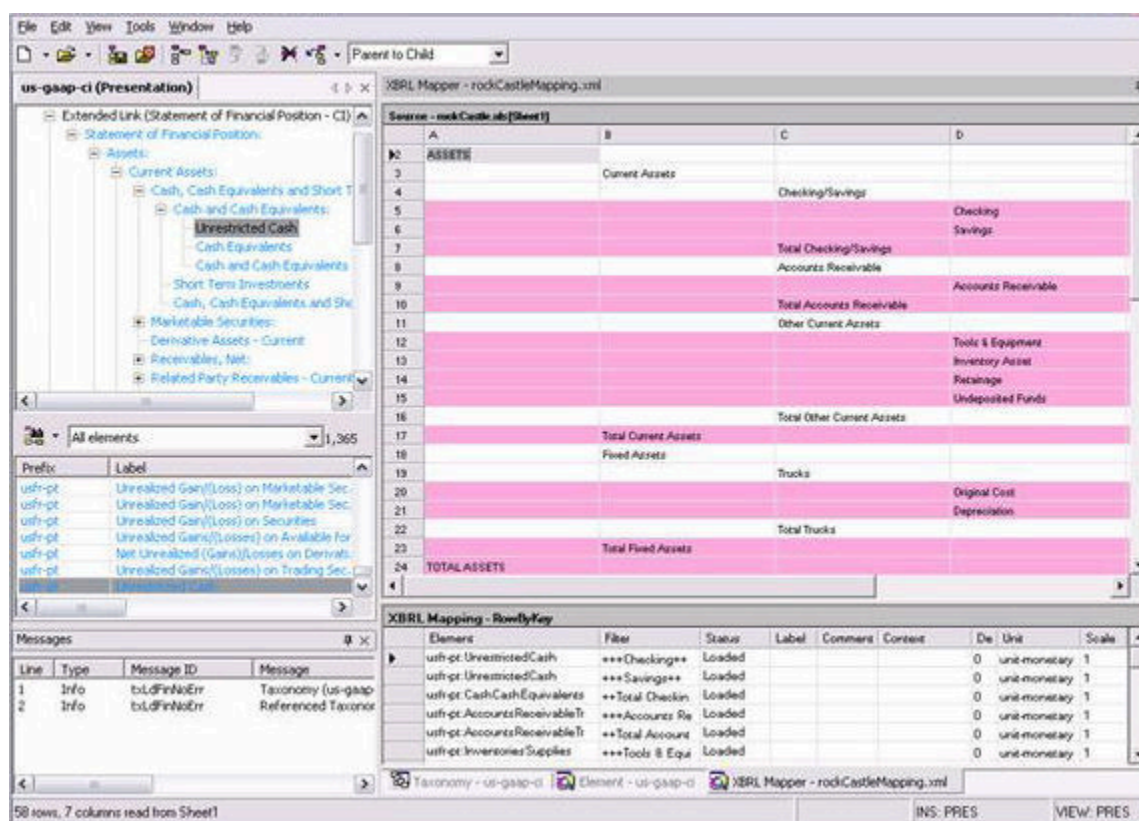 File Edit View Tools Window Help
Parent to Child
us-gaap-ci (Presentation)
Extended Link (Statement of Financial Position - CI)
Statement of Financial Position:
Assets:
Current Assets:
Cash, Cash Equivalents and Short T
Cash and Cash Equivalents:
Unrestricted Cash
Cash Equivalents
Cash and Cash Equivalents
Short Term Investments
Cash, Cash Equivalents and Sho
Marketable Securities:
Derivative Assets - Current
Receivables, Net:
Related Party Receivables - Current
All elements 1,365
Prefix Label
usfr-pt Unrealized Gain/(Loss) on Marketable Sec.
usfr-pt Unrealized Gain/(Loss) on Marketable Sec.
usfr-pt Unrealized Gain/(Loss) on Securities
usfr-pt Unrealized Gains/(Losses) on Available for
usfr-pt Net Unrealized (Gains)/Losses on Derivati.
usfr-pt Unrealized Gains/(Losses) on Trading Sec.
usfr-pt Unrestricted Cash
Messages
Line Type Message ID Message
1 Info txLdFinNoErr Taxonomy (us-gaap
2 Info txLdFinNoErr Referenced Taxonor
XBRL Mapper - rockCastleMapping.xml
Source - rockCastle.xls [Sheet1]
A B C D
2 ASSETS
3 Current Assets
4 Checking/Savings
5 Checking
6 Savings
7 Total Checking/Savings
8 Accounts Receivable
9 Accounts Receivable
10 Total Accounts Receivable
11 Other Current Assets
12 Tools & Equipment
13 Inventory Asset
14 Retainage
15 Undeposited Funds
16 Total Other Current Assets
17 Total Current Assets
18 Fixed Assets
19 Trucks
20 Original Cost
21 Depreciation
22 Total Trucks
23 Total Fixed Assets
24 TOTAL ASSETS
XBRL Mapping - RowByKey
Element Filter Status Label Comment Context De Unit Scale
usfr-pt:UnrestrictedCash +++Checking++ Loaded 0 unit-monetary 1
usfr-pt:UnrestrictedCash +++Savings++ Loaded 0 unit-monetary 1
usfr-pt:CashCashEquivalents ++Total Checkin Loaded 0 unit-monetary 1
usfr-pt:AccountsReceivableTr +++Accounts Re Loaded 0 unit-monetary 1
usfr-pt:AccountsReceivableTr ++Total Account Loaded 0 unit-monetary 1
usfr-pt:InventoriesSupplies +++Tools & Equi Loaded 0 unit-monetary 1
Taxonomy - us-gaap-ci Element - us-gaap-ci XBRL Mapper - rockCastleMapping.xml
58 rows, 7 columns read from Sheet1 INS: PRES VIEW: PRES